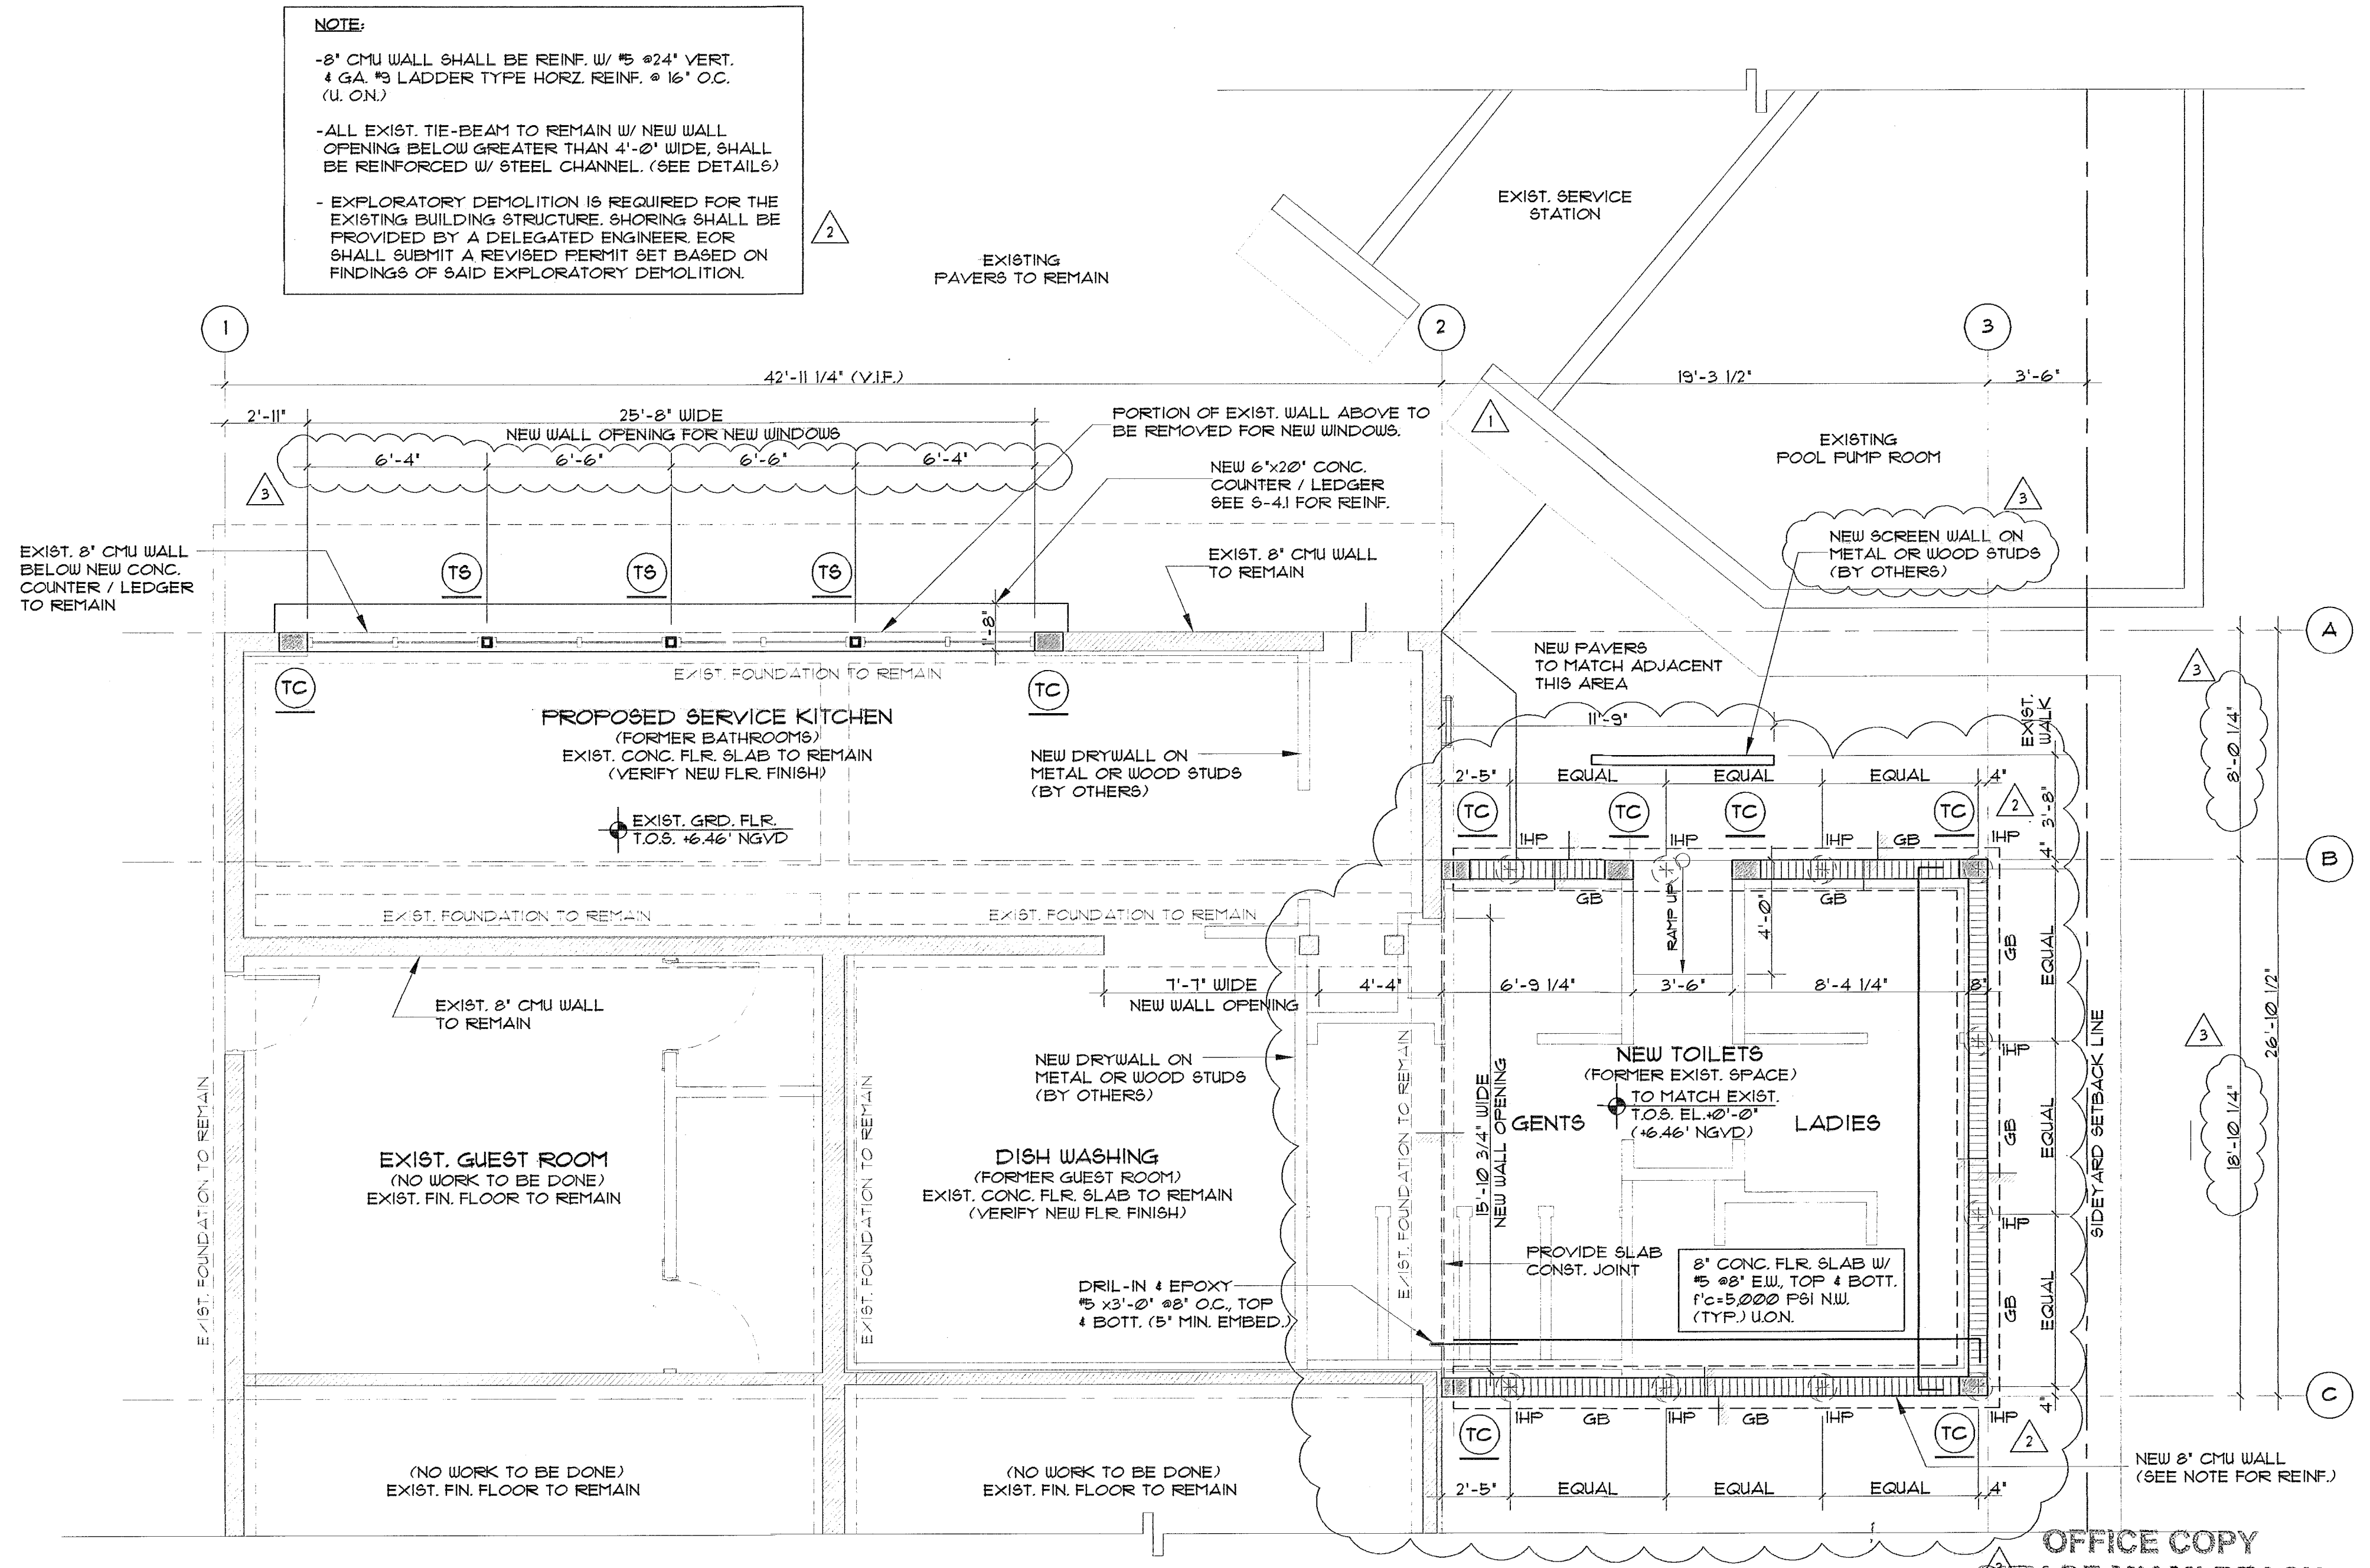 NOTE:
-8" CMU WALL SHALL BE REINF. W/ #5 @24" VERT.
& GA. #9 LADDER TYPE HORZ. REINF. @ 16" O.C.
(U. O.N.)
-ALL EXIST. TIE-BEAM TO REMAIN W/ NEW WALL
OPENING BELOW GREATER THAN 4'-0" WIDE, SHALL
BE REINFORCED W/ STEEL CHANNEL. (SEE DETAILS)
- EXPLORATORY DEMOLITION IS REQUIRED FOR THE
EXISTING BUILDING STRUCTURE. SHORING SHALL BE
PROVIDED BY A DELEGATED ENGINEER. EOR
SHALL SUBMIT A REVISED PERMIT SET BASED ON
FINDINGS OF SAID EXPLORATORY DEMOLITION.
2
EXISTING
PAVERS TO REMAIN
EXIST. SERVICE
STATION
1
2
3
42'-11 1/4" (V.I.F.)
19'-3 1/2"
3'-6"
2'-11"
25'-8" WIDE
NEW WALL OPENING FOR NEW WINDOWS
6'-4"
6'-6"
6'-6"
6'-4"
3
PORTION OF EXIST. WALL ABOVE TO
BE REMOVED FOR NEW WINDOWS.
1
EXISTING
POOL PUMP ROOM
NEW 6"x20" CONC.
COUNTER / LEDGER
SEE S-4.1 FOR REINF.
3
NEW SCREEN WALL ON
METAL OR WOOD STUDS
(BY OTHERS)
EXIST. 8" CMU WALL
BELOW NEW CONC.
COUNTER / LEDGER
TO REMAIN
TS
TS
TS
EXIST. 8" CMU WALL
TO REMAIN
1'-8"
A
EXIST. FOUNDATION TO REMAIN
TC
TC
NEW PAVERS
TO MATCH ADJACENT
THIS AREA
3
EXIST.
WALK
8'-0 1/4"
PROPOSED SERVICE KITCHEN
(FORMER BATHROOMS)
EXIST. CONC. FLR. SLAB TO REMAIN
(VERIFY NEW FLR. FINISH)
EXIST. GRD. FLR.
T.O.S. +6.46' NGVD
NEW DRYWALL ON
METAL OR WOOD STUDS
(BY OTHERS)
11'-9"
2'-5"
EQUAL
EQUAL
EQUAL
4"
TC
TC
TC
TC
2
3'-8"
4"
IHP
IHP
IHP
GB
IHP
B
GB
GB
RAMP UP
4'-0"
EXIST. FOUNDATION TO REMAIN
EXIST. FOUNDATION TO REMAIN
GB
EQUAL
7'-7" WIDE
NEW WALL OPENING
4'-4"
6'-9 1/4"
3'-6"
8'-4 1/4"
8"
EXIST. 8" CMU WALL
TO REMAIN
26'-10 1/2"
3
IHP
NEW DRYWALL ON
METAL OR WOOD STUDS
(BY OTHERS)
NEW TOILETS
(FORMER EXIST. SPACE)
TO MATCH EXIST.
T.O.S. EL.+0'-0"
(+6.46' NGVD)
GENTS
LADIES
15'-10 3/4" WIDE
NEW WALL OPENING
GB
EQUAL
SIDEYARD SETBACK LINE
18'-10 1/4"
EXIST. FOUNDATION TO REMAIN
EXIST. FOUNDATION TO REMAIN
EXIST. FOUNDATION TO REMAIN
EXIST. GUEST ROOM
(NO WORK TO BE DONE)
EXIST. FIN. FLOOR TO REMAIN
DISH WASHING
(FORMER GUEST ROOM)
EXIST. CONC. FLR. SLAB TO REMAIN
(VERIFY NEW FLR. FINISH)
IHP
PROVIDE SLAB
CONST. JOINT
8" CONC. FLR. SLAB W/
#5 @8" E.W., TOP & BOTT.
f'c=5,000 PSI N.W.
(TYP.) U.O.N.
DRIL-IN & EPOXY
#5 x3'-0" @8" O.C., TOP
& BOTT. (5" MIN. EMBED.)
GB
EQUAL
4"
C
IHP
GB
IHP
GB
IHP
IHP
TC
TC
2
NEW 8" CMU WALL
(SEE NOTE FOR REINF.)
(NO WORK TO BE DONE)
EXIST. FIN. FLOOR TO REMAIN
(NO WORK TO BE DONE)
EXIST. FIN. FLOOR TO REMAIN
2'-5"
EQUAL
EQUAL
EQUAL
4"
OFFICE COPY
3